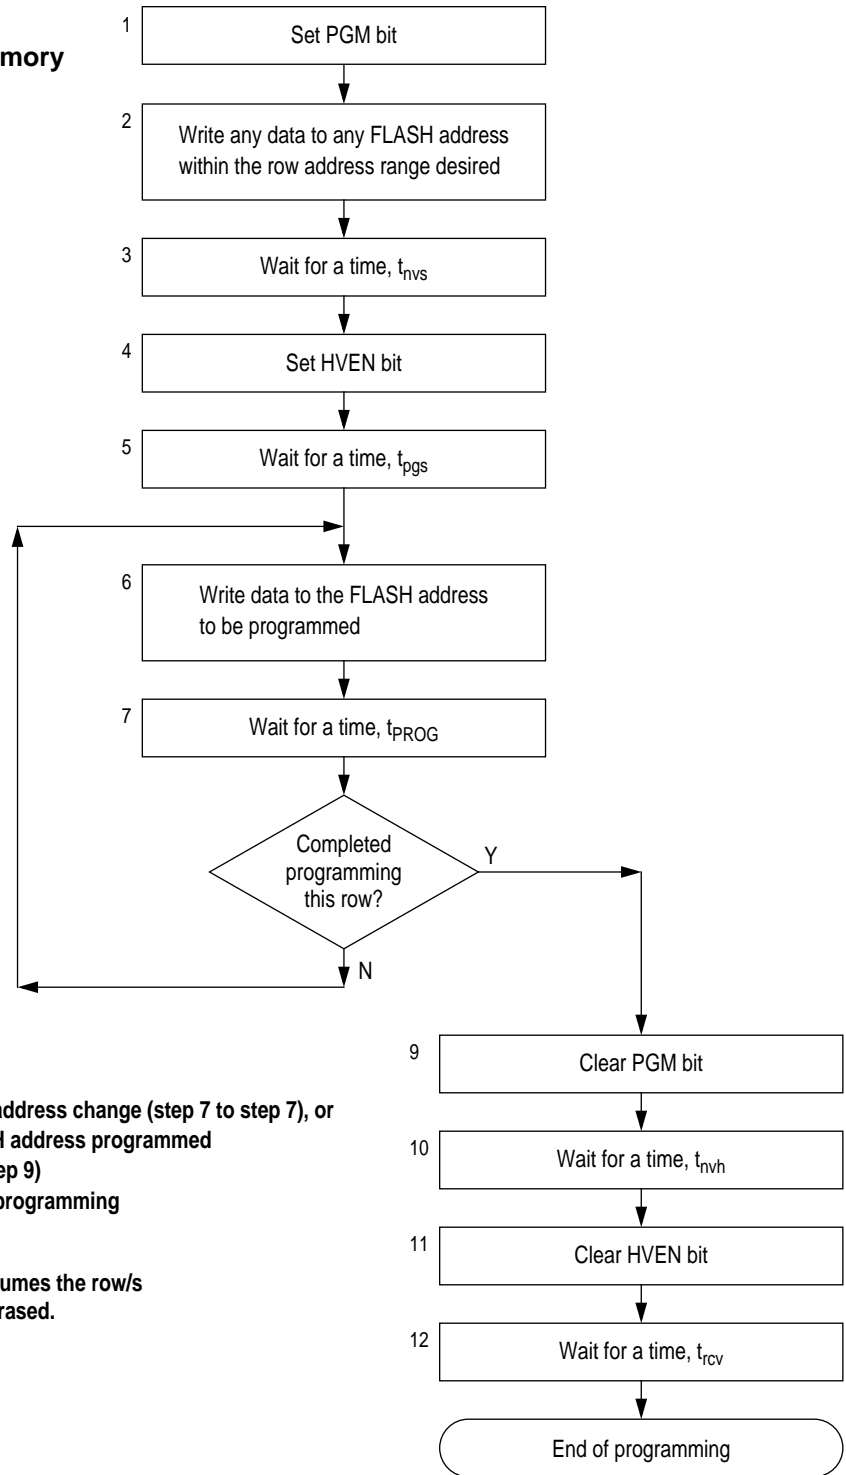 1
Set PGM bit
mory
2
Write any data to any FLASH address
within the row address range desired
3
Wait for a time, tnvs
4
Set HVEN bit
5
Wait for a time, tpgs
6
Write data to the FLASH address
to be programmed
7
Wait for a time, tPROG
Completed
programming
this row?
Y
N
9
Clear PGM bit
address change (step 7 to step 7), or
H address programmed
ep 9)
programming
10
Wait for a time, tnvh
11
Clear HVEN bit
umes the row/s
rased.
12
Wait for a time, trcv
End of programming